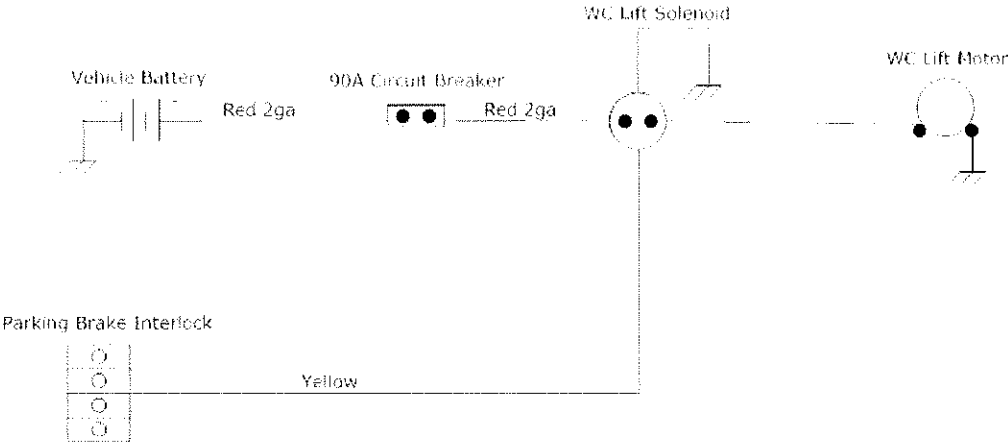 WC Lift Solenoid
WC Lift Motor
Vehicle Battery
90A Circuit Breaker
Red 2ga
Red 2ga
Parking Brake Interlock
Yellow